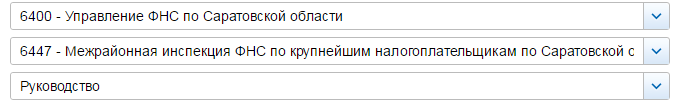 6400 - Управление ФНС по Саратовской области
6447 - Межрайонная инспекция ФНС по крупнейшим налогоплательщикам по Саратовской о
Руководство